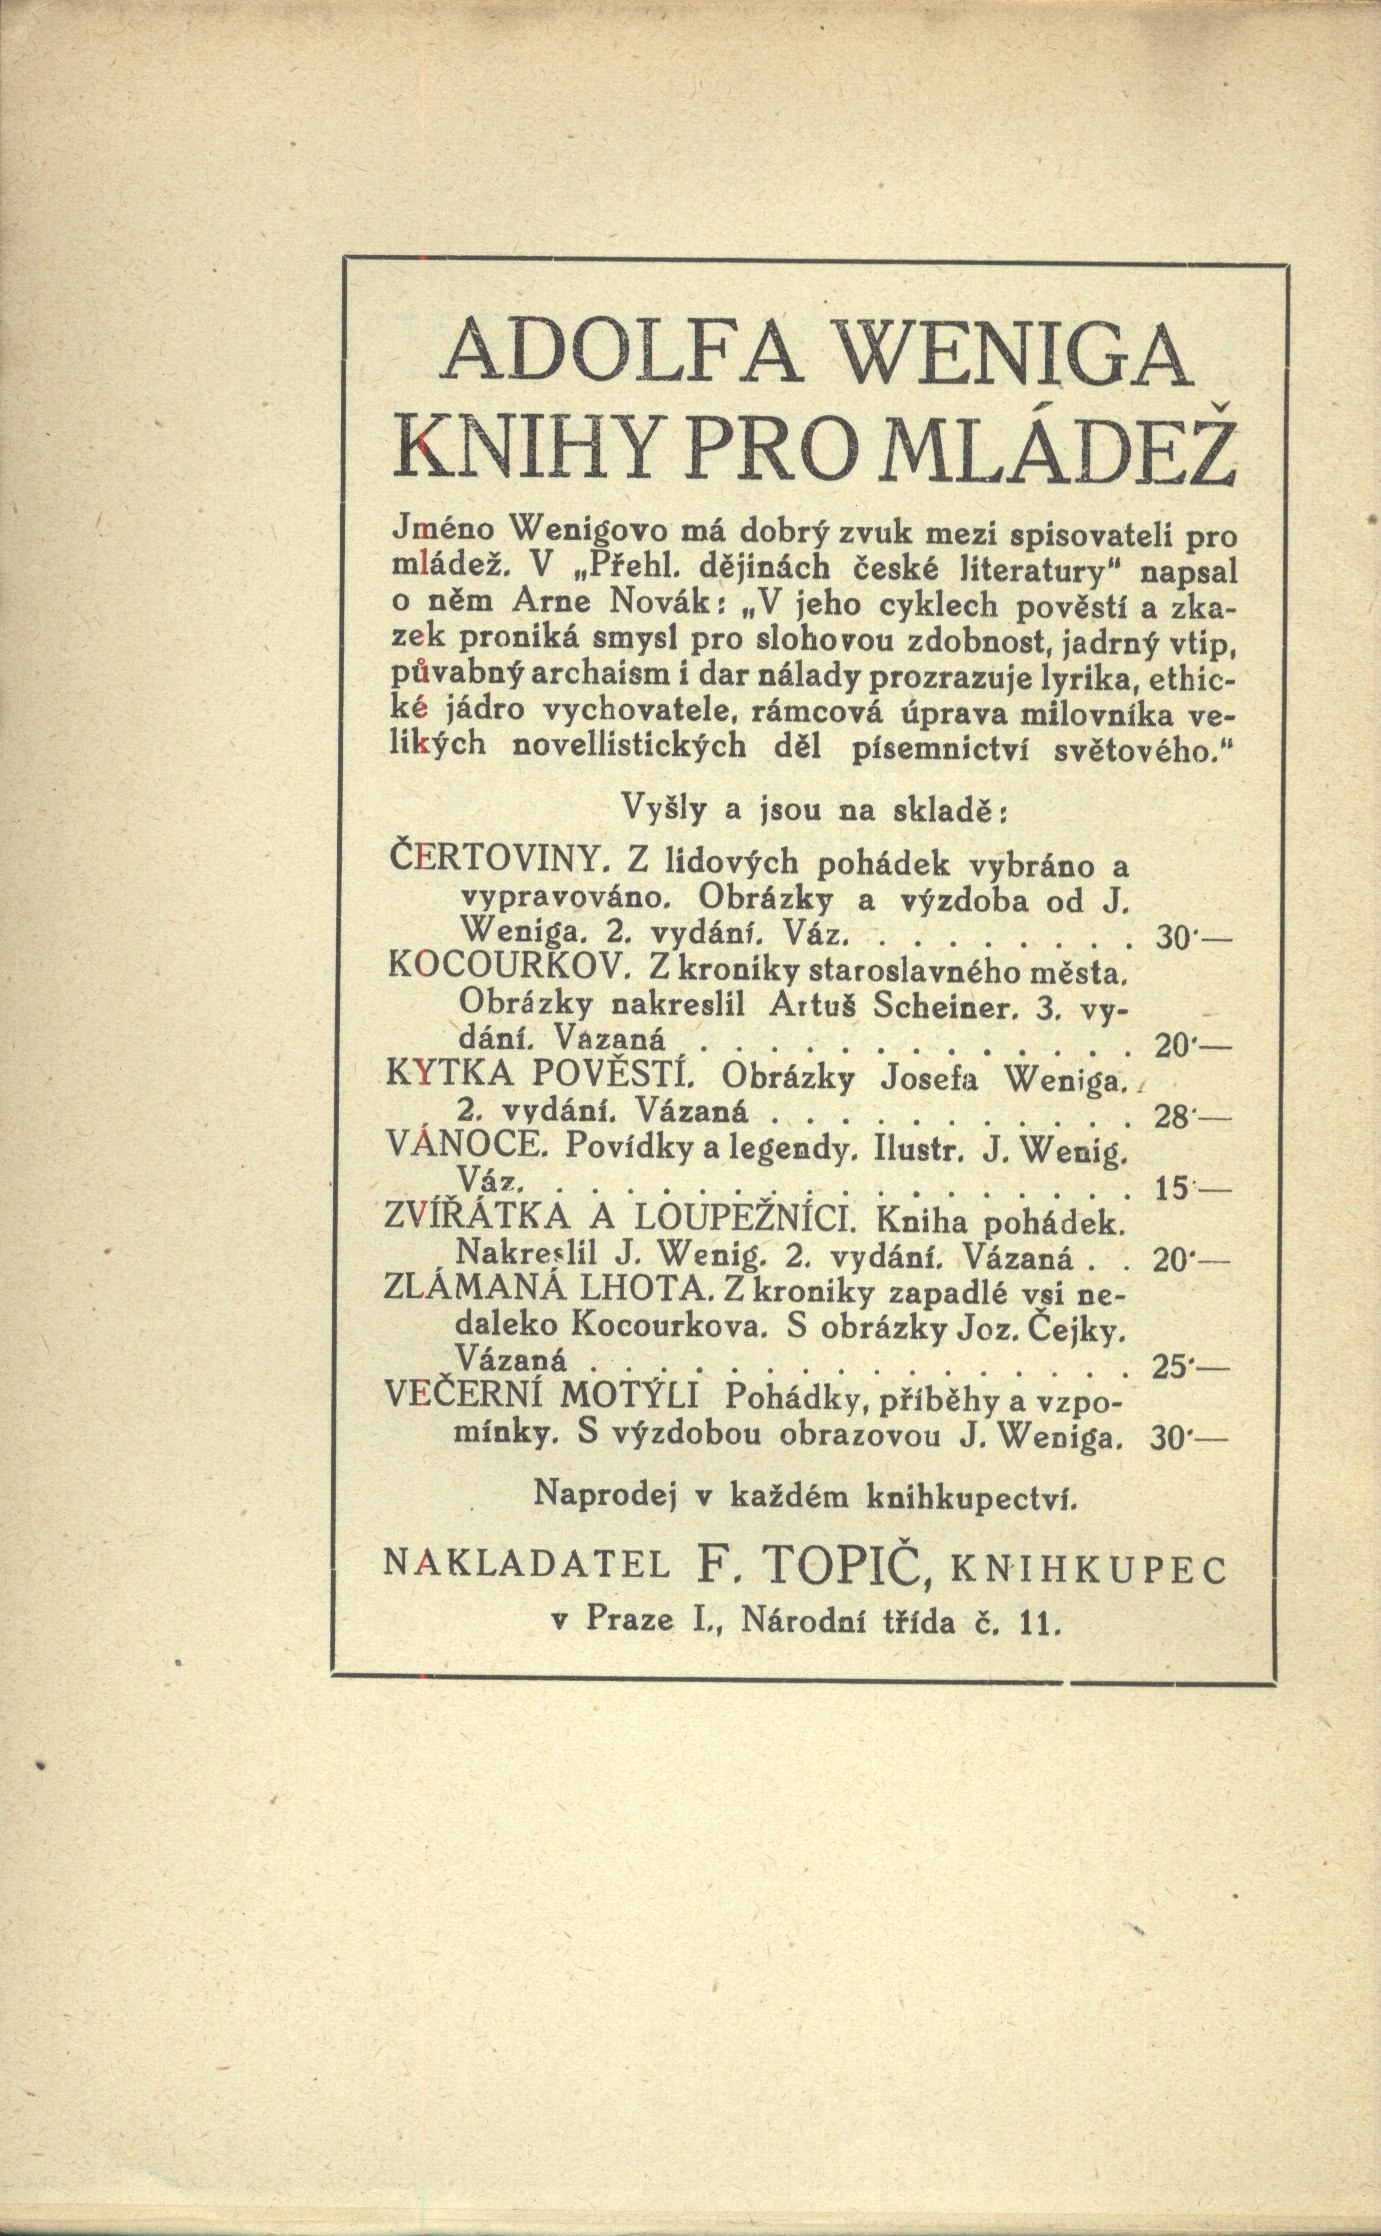 ADOLFA WENIGA
KNIHY PRO MLÁDEŽ
Jméno Wenigovo má dobrý zvuk mezi spisovateli pro
mládež. V „Přehl. dějinách české literatury“ napsal
o něm Arne Novák: „V jeho cyklech pověstí a zka-
zek proniká smysl pro slohovou zdobnost, jadrný vtip,
půvabný archaism i dar nálady prozrazuje lyrika, ethic-
ké jádro vychovatele, rámcová úprava milovníka ve-
likých novellistických děl písemnictví světového.“
Vyšly a jsou na skladě:
ČERTOVINY. Z lidových pohádek vybráno a
vypravováno. Obrázky a výzdoba od J.
Weniga. 2. vydání. Váz. . . . . . . . . 30·—
KOCOURKOV. Z kroniky staroslavného města.
Obrázky nakreslil Artuš Scheiner. 3. vy-
dání. Vázaná . . . . . . . . . . . . . 20·—
KYTKA POVĚSTÍ. Obrázky Josefa Weniga.
2. vydání. Vázaná . . . . . . . . . . . 28·—
VÁNOCE. Povídky a legendy. Ilustr. J. Wenig.
Váz. . . . . . . . . . . . . . . . . . 15·—
ZVÍŘÁTKA A LOUPEŽNÍCI. Kniha pohádek.
Nakreslil J. Wenig. 2. vydání. Vázaná . . 20·—
ZLÁMANÁ LHOTA. Z kroniky zapadlé vsi ne-
daleko Kocourkova. S obrázky Joz. Čejky.
Vázaná . . . . . . . . . . . . . . . . 25·—
VEČERNÍ MOTÝLI Pohádky, příběhy a vzpo-
mínky. S výzdobou obrazovou J. Weniga. 30·—
Naprodej v každém knihkupectví.
NAKLADATEL F. TOPIČ, KNIHKUPEC
v Praze I., Národní třída č. 11.